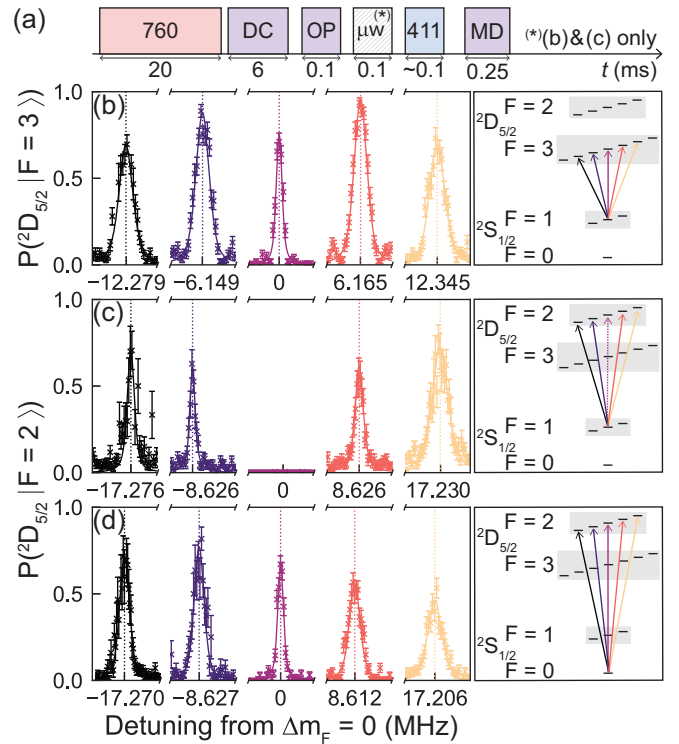 (a) 760 DC OP μw(*) 411 MD (*)(b)&(c) only
20 6 0.1 0.1 ~0.1 0.25 t (ms)
P(²D₅/₂ | F = 3 ⟩)
(b)
1.0
0.5
0.0
−12.279 −6.149 0 6.165 12.345
²D₅/₂ F = 2
F = 3
²S₁/₂ F = 1
F = 0
P(²D₅/₂ | F = 2 ⟩)
(c)
1.0
0.5
0.0
−17.276 −8.626 0 8.626 17.230
²D₅/₂ F = 2
F = 3
²S₁/₂ F = 1
F = 0
(d)
1.0
0.5
0.0
−17.270 −8.627 0 8.612 17.206
²D₅/₂ F = 2
F = 3
²S₁/₂ F = 1
F = 0
Detuning from Δm_F = 0 (MHz)